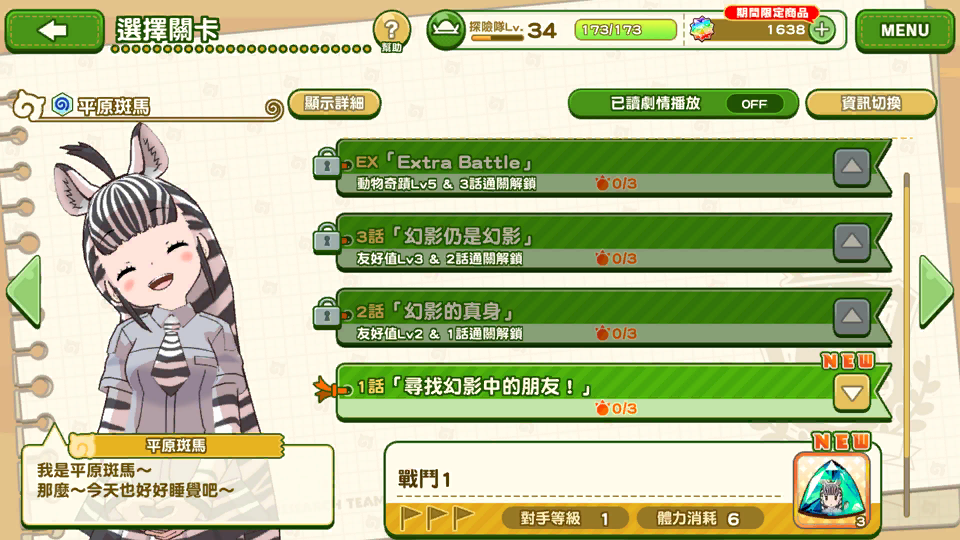 選擇關卡
幫助
探險隊Lv. 34
173/173
期間限定商品
1638
MENU
平原斑馬
顯示詳細
已讀劇情播放 OFF
資訊切換
EX「Extra Battle」
動物奇蹟Lv5 & 3話通關解鎖
0/3
3話「幻影仍是幻影」
友好值Lv3 & 2話通關解鎖
0/3
2話「幻影的真身」
友好值Lv2 & 1話通關解鎖
0/3
NEW
1話「尋找幻影中的朋友！」
0/3
平原斑馬
我是平原斑馬～
那麼～今天也好好睡覺吧～
NEW
戰鬥1
3
對手等級 1
體力消耗 6